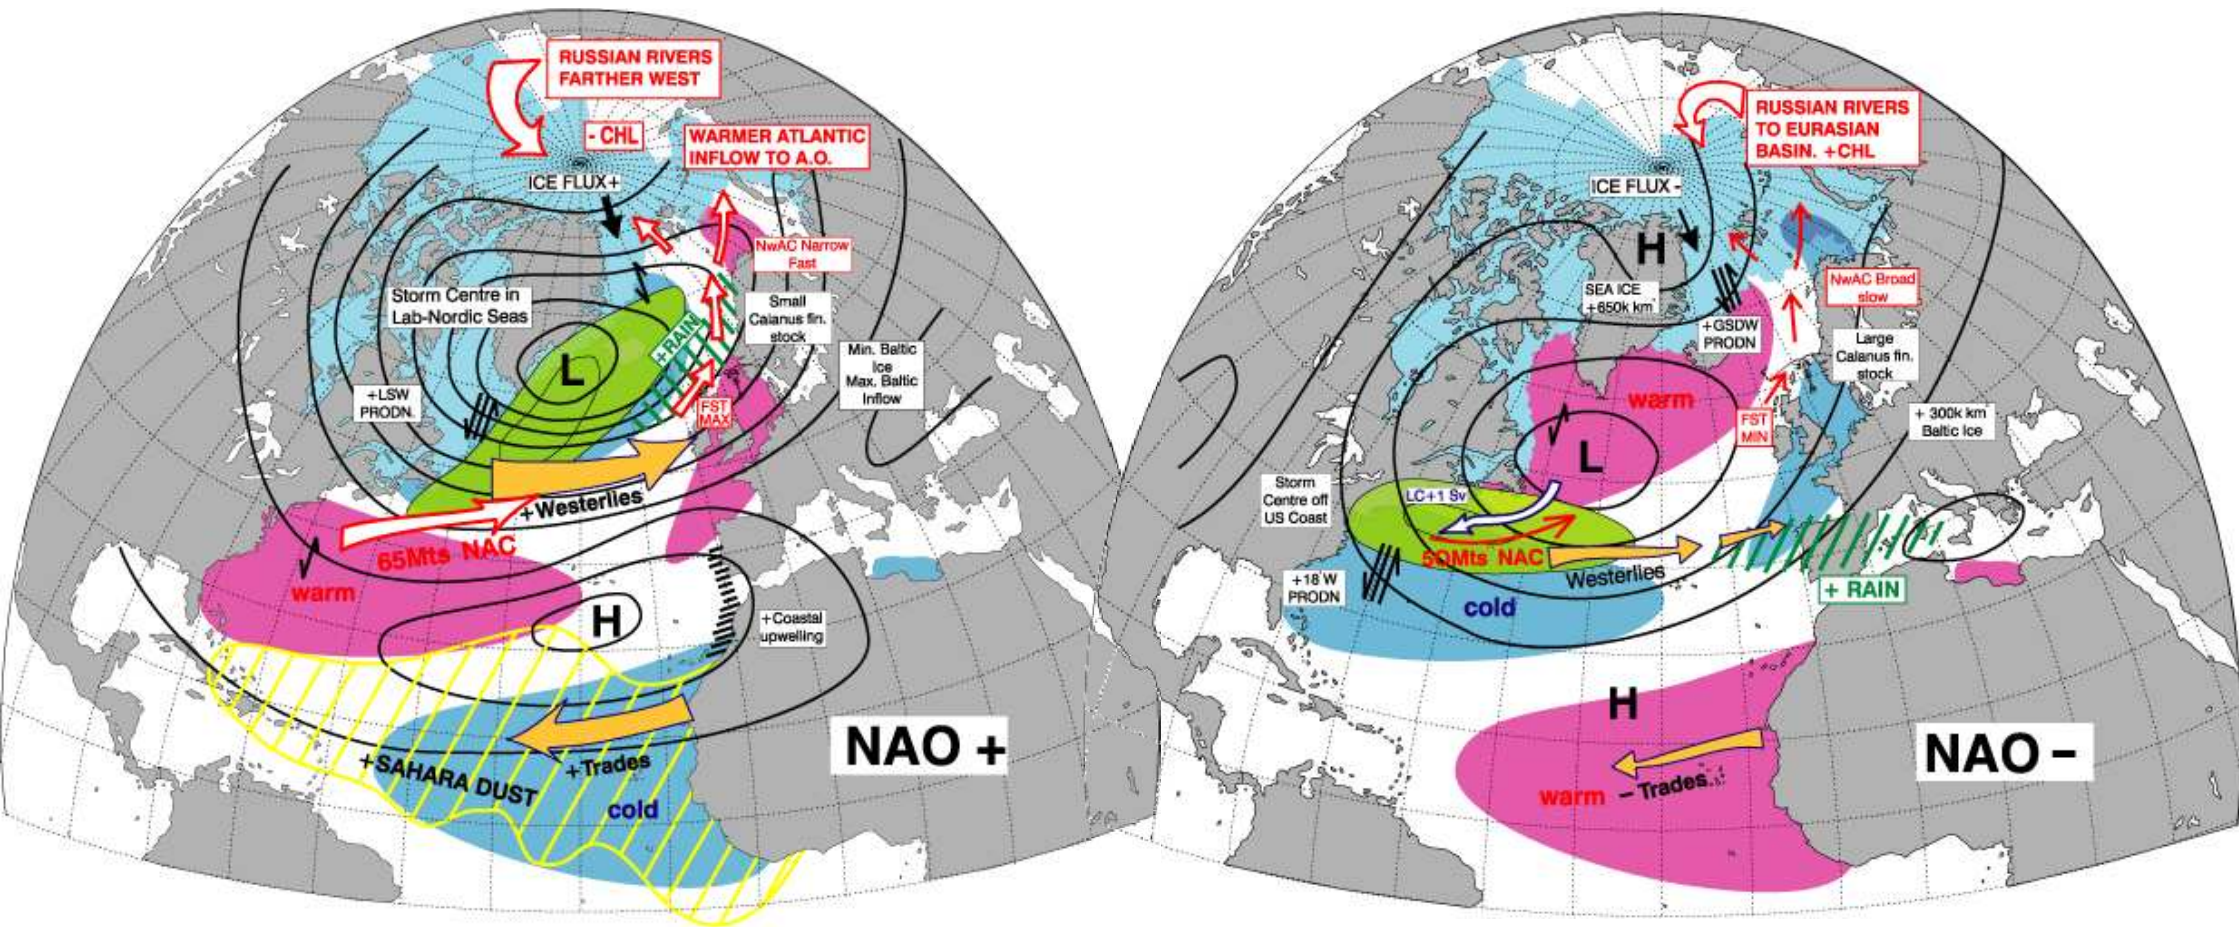 RUSSIAN RIVERS
FARTHER WEST
- CHL
WARMER ATLANTIC
INFLOW TO A.O.
ICE FLUX+
NwAC Narrow
Fast
Storm Centre in
Lab-Nordic Seas
Small
Calanus fin.
stock
+RAIN
L
Min. Baltic
Ice
Max. Baltic
Inflow
+LSW
PRODN.
FST
MAX
+Westerlies
65Mts NAC
warm
H
+Coastal
upwelling
+SAHARA DUST
+Trades
cold
NAO +
RUSSIAN RIVERS
TO EURASIAN
BASIN. +CHL
ICE FLUX -
H
SEA ICE
+650k km
NwAC Broad
slow
+GSDW
PRODN
Large
Calanus fin.
stock
warm
FST
MIN
+ 300k km
Baltic Ice
L
Storm
Centre off
US Coast
LC+1 Sv
50Mts NAC
Westerlies
+18 W
PRODN
cold
+ RAIN
H
warm
- Trades
NAO -